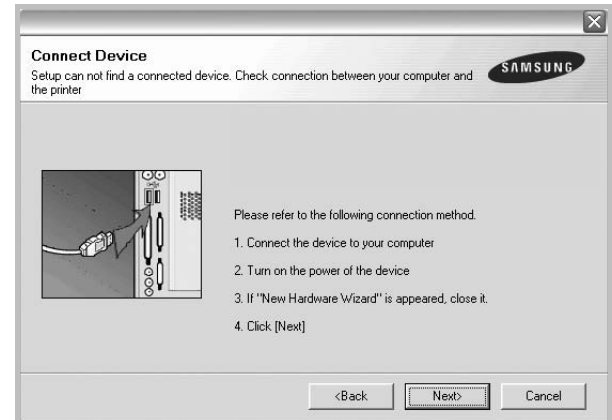 Connect Device
Setup can not find a connected device. Check connection between your computer and
the printer
SAMSUNG
Please refer to the following connection method.
1. Connect the device to your computer
2. Turn on the power of the device
3. If "New Hardware Wizard" is appeared, close it.
4. Click [Next]
<Back
Next>
Cancel